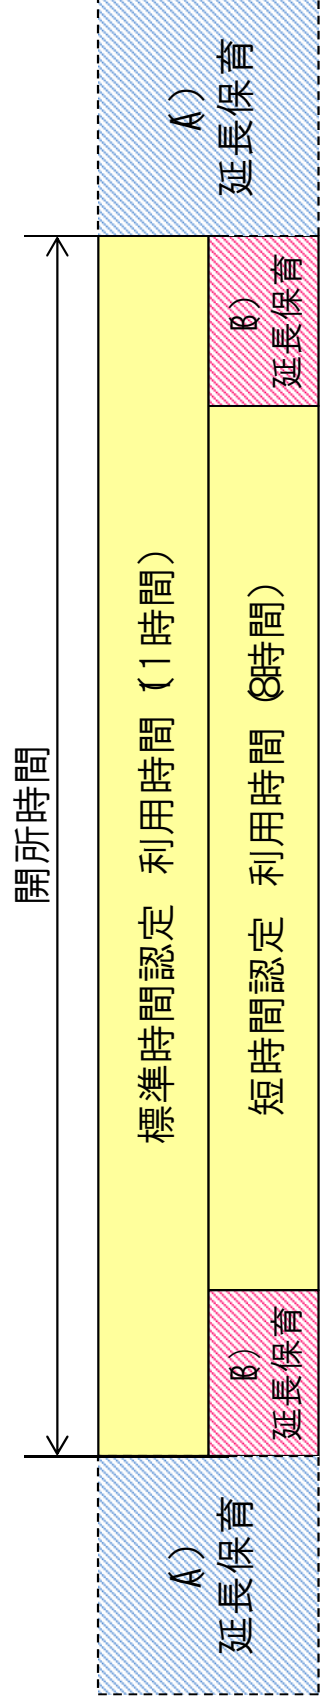 開所時間
(A)
延長保育
標準時間認定 利用時間(11時間)
(B)
延長保育
短時間認定 利用時間(8時間)
(B)
延長保育
(A)
延長保育